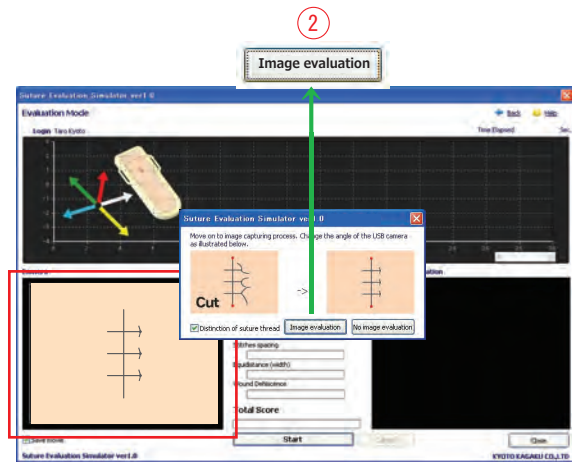 2
Image evaluation
Suture Evaluation Simulator ver1.0
Evaluation Mode
Back
Help
Login Taro Kyoto
Time Elapsed
Sec.
Suture Evaluation Simulator ver1.0
Move on to image capturing process. Change the angle of the USB camera
as illustrated below.
Cut
->
Distinction of suture thread
Image evaluation
No image evaluation
Stitches spacing
Equidistance (width)
Wound Dehiscence
Total Score
Save movie.
Start
Close
Suture Evaluation Simulator ver1.0
KYOTO KAGAKU CO.,LTD